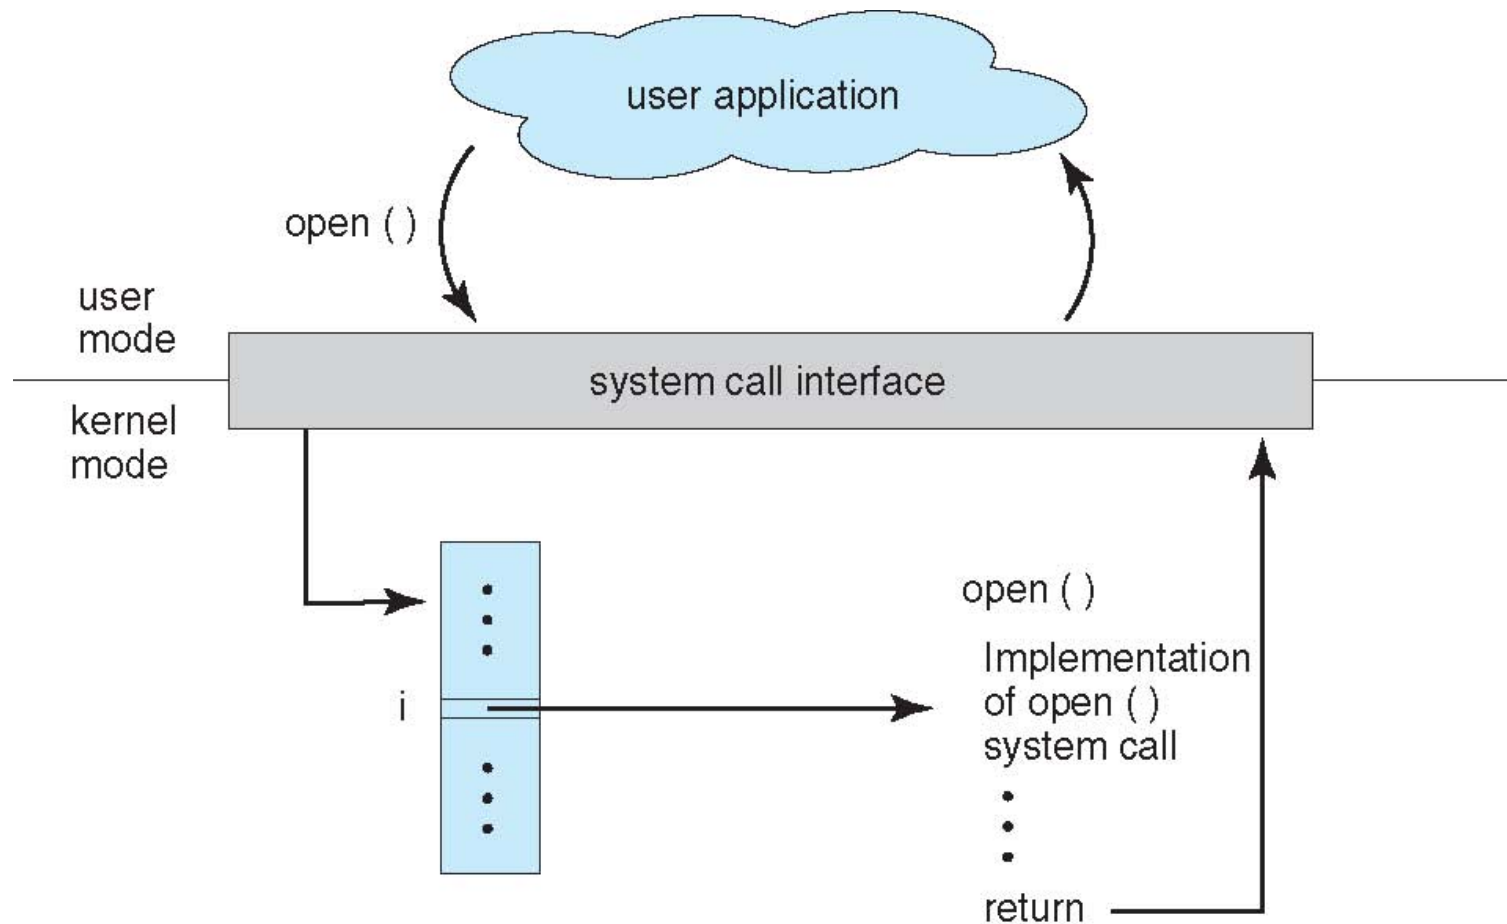 user application
open ( )
user
mode
system call interface
kernel
mode
open ( )
Implementation
i
of open ( )
system call
return